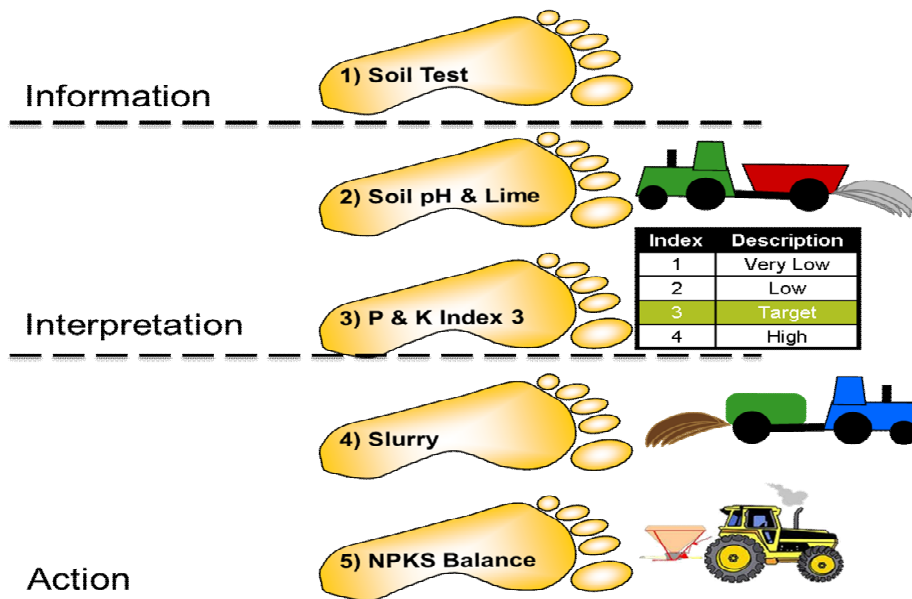 1) Soil Test
Information
2) Soil pH & Lime
Index Description
1 Very Low
2 Low
3 Target
4 High
3) P & K Index 3
Interpretation
4) Slurry
5) NPKS Balance
Action